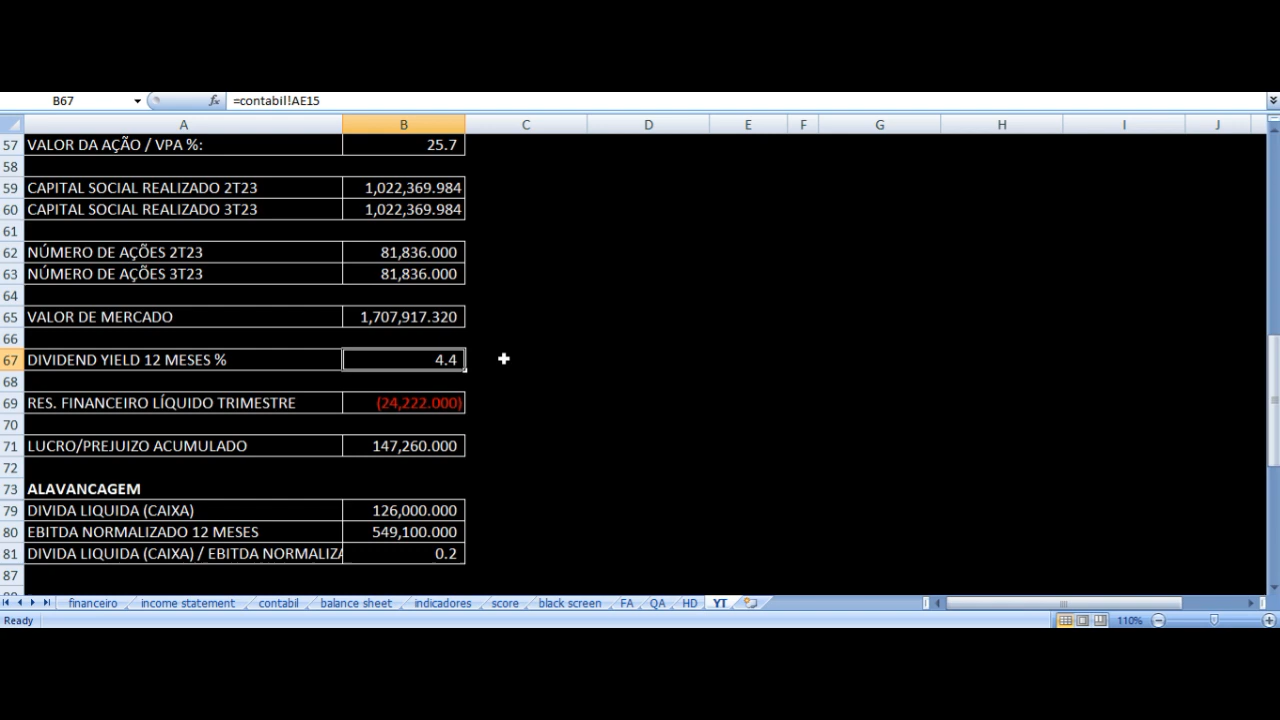 B67 fx =contabil!AE15
A B C D E F G H I J
57 VALOR DA AÇÃO / VPA %: 25.7
58
59 CAPITAL SOCIAL REALIZADO 2T23 1,022,369.984
60 CAPITAL SOCIAL REALIZADO 3T23 1,022,369.984
61
62 NÚMERO DE AÇÕES 2T23 81,836.000
63 NÚMERO DE AÇÕES 3T23 81,836.000
64
65 VALOR DE MERCADO 1,707,917.320
66
67 DIVIDEND YIELD 12 MESES % 4.4
68
69 RES. FINANCEIRO LÍQUIDO TRIMESTRE (24,222.000)
70
71 LUCRO/PREJUIZO ACUMULADO 147,260.000
72
73 ALAVANCAGEM
79 DIVIDA LIQUIDA (CAIXA) 126,000.000
80 EBITDA NORMALIZADO 12 MESES 549,100.000
81 DIVIDA LIQUIDA (CAIXA) / EBITDA NORMALIZA 0.2
87
financeiro income statement contabil balance sheet indicadores score black screen FA QA HD YT
Ready 110%